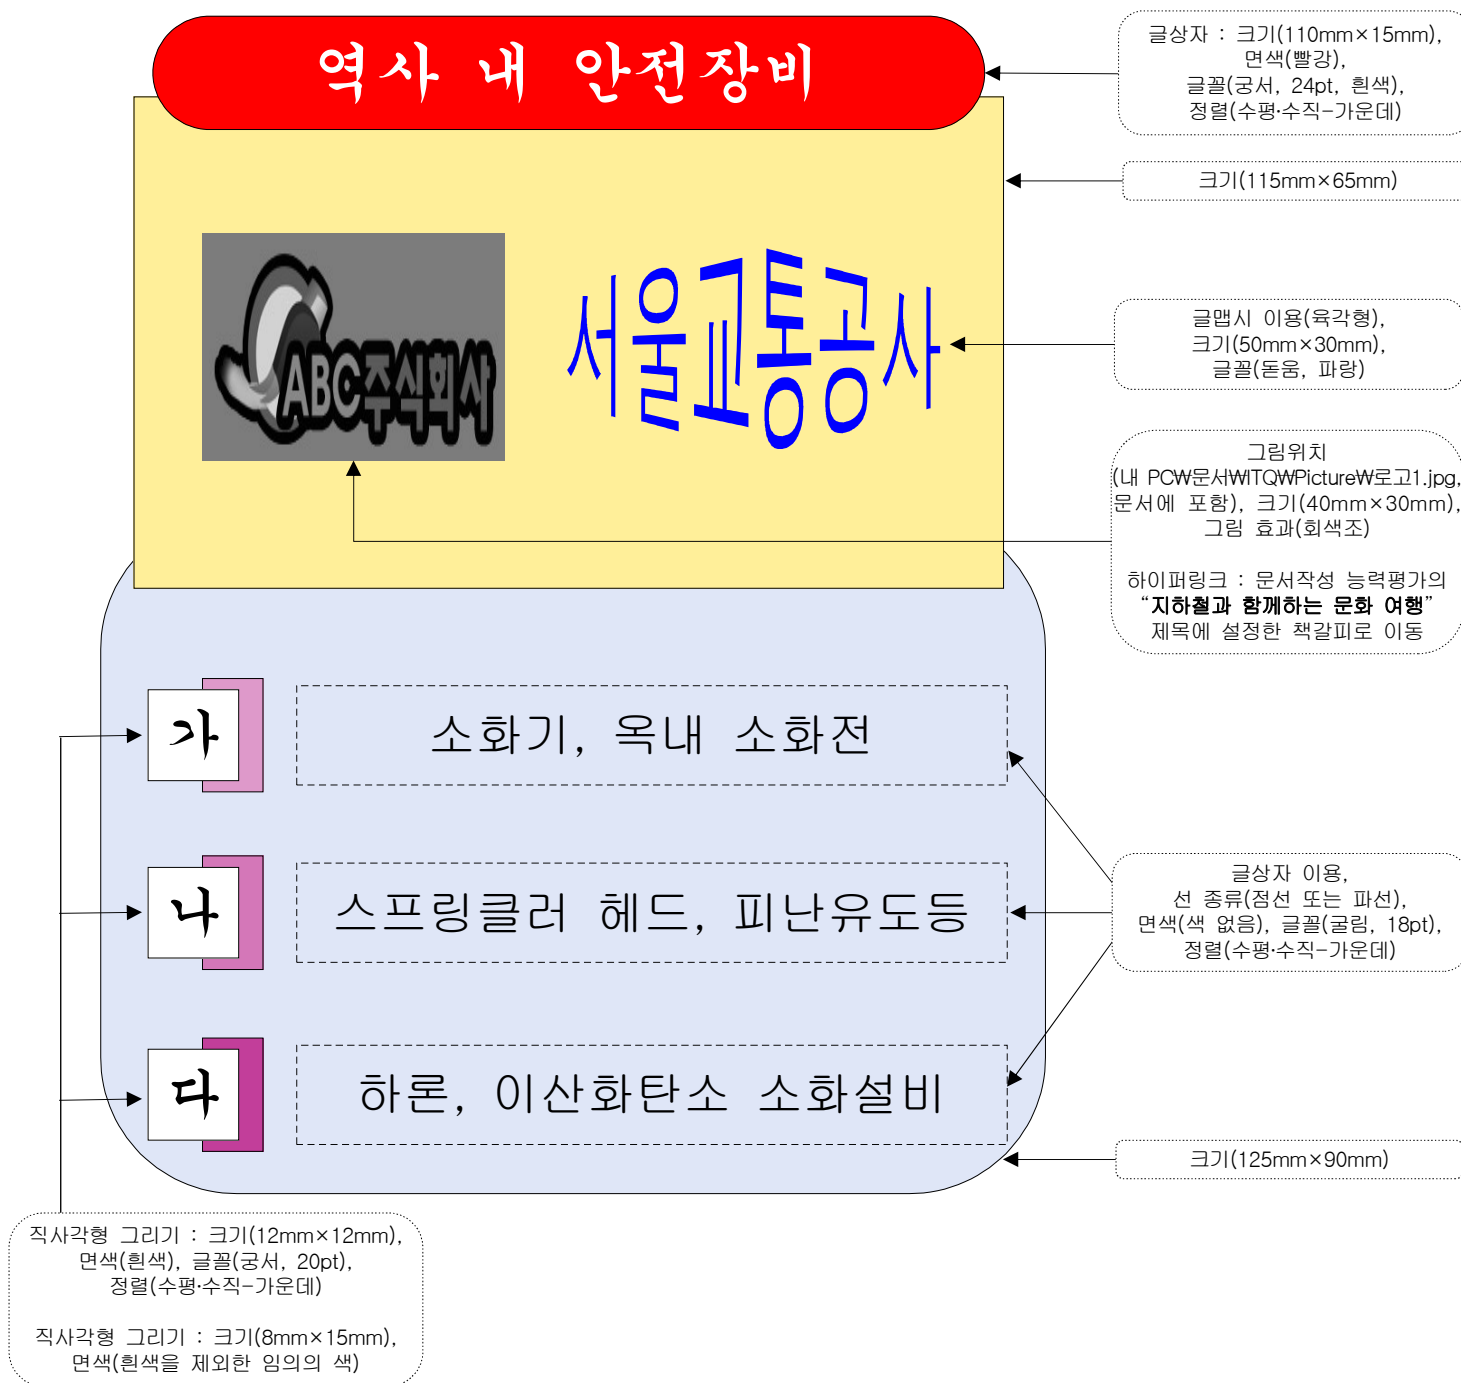 역사 내 안전장비
글상자 : 크기(110mm×15mm),
면색(빨강),
글꼴(궁서, 24pt, 흰색),
정렬(수평·수직-가운데)
크기(115mm×65mm)
ABC주식회사
서울교통공사
글맵시 이용(육각형),
크기(50mm×30mm),
글꼴(돋움, 파랑)
그림위치
(내 PC₩문서₩ITQ₩Picture₩로고1.jpg,
문서에 포함), 크기(40mm×30mm),
그림 효과(회색조)
하이퍼링크 : 문서작성 능력평가의
“지하철과 함께하는 문화 여행”
제목에 설정한 책갈피로 이동
가
소화기, 옥내 소화전
나
스프링클러 헤드, 피난유도등
글상자 이용,
선 종류(점선 또는 파선),
면색(색 없음), 글꼴(굴림, 18pt),
정렬(수평·수직-가운데)
다
하론, 이산화탄소 소화설비
크기(125mm×90mm)
직사각형 그리기 : 크기(12mm×12mm),
면색(흰색), 글꼴(궁서, 20pt),
정렬(수평·수직-가운데)
직사각형 그리기 : 크기(8mm×15mm),
면색(흰색을 제외한 임의의 색)